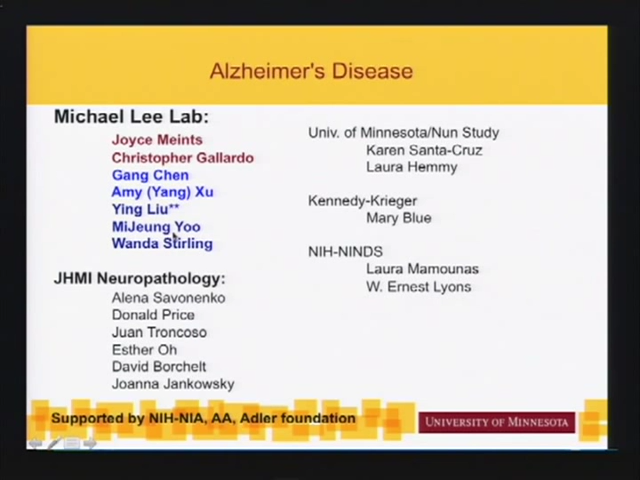 Alzheimer's Disease
Michael Lee Lab:
Joyce Meints
Christopher Gallardo
Gang Chen
Amy (Yang) Xu
Ying Liu**
MiJeung Yoo
Wanda Stirling
JHMI Neuropathology:
Alena Savonenko
Donald Price
Juan Troncoso
Esther Oh
David Borchelt
Joanna Jankowsky
Univ. of Minnesota/Nun Study
Karen Santa-Cruz
Laura Hemmy
Kennedy-Krieger
Mary Blue
NIH-NINDS
Laura Mamounas
W. Ernest Lyons
Supported by NIH-NIA, AA, Adler foundation
UNIVERSITY OF MINNESOTA